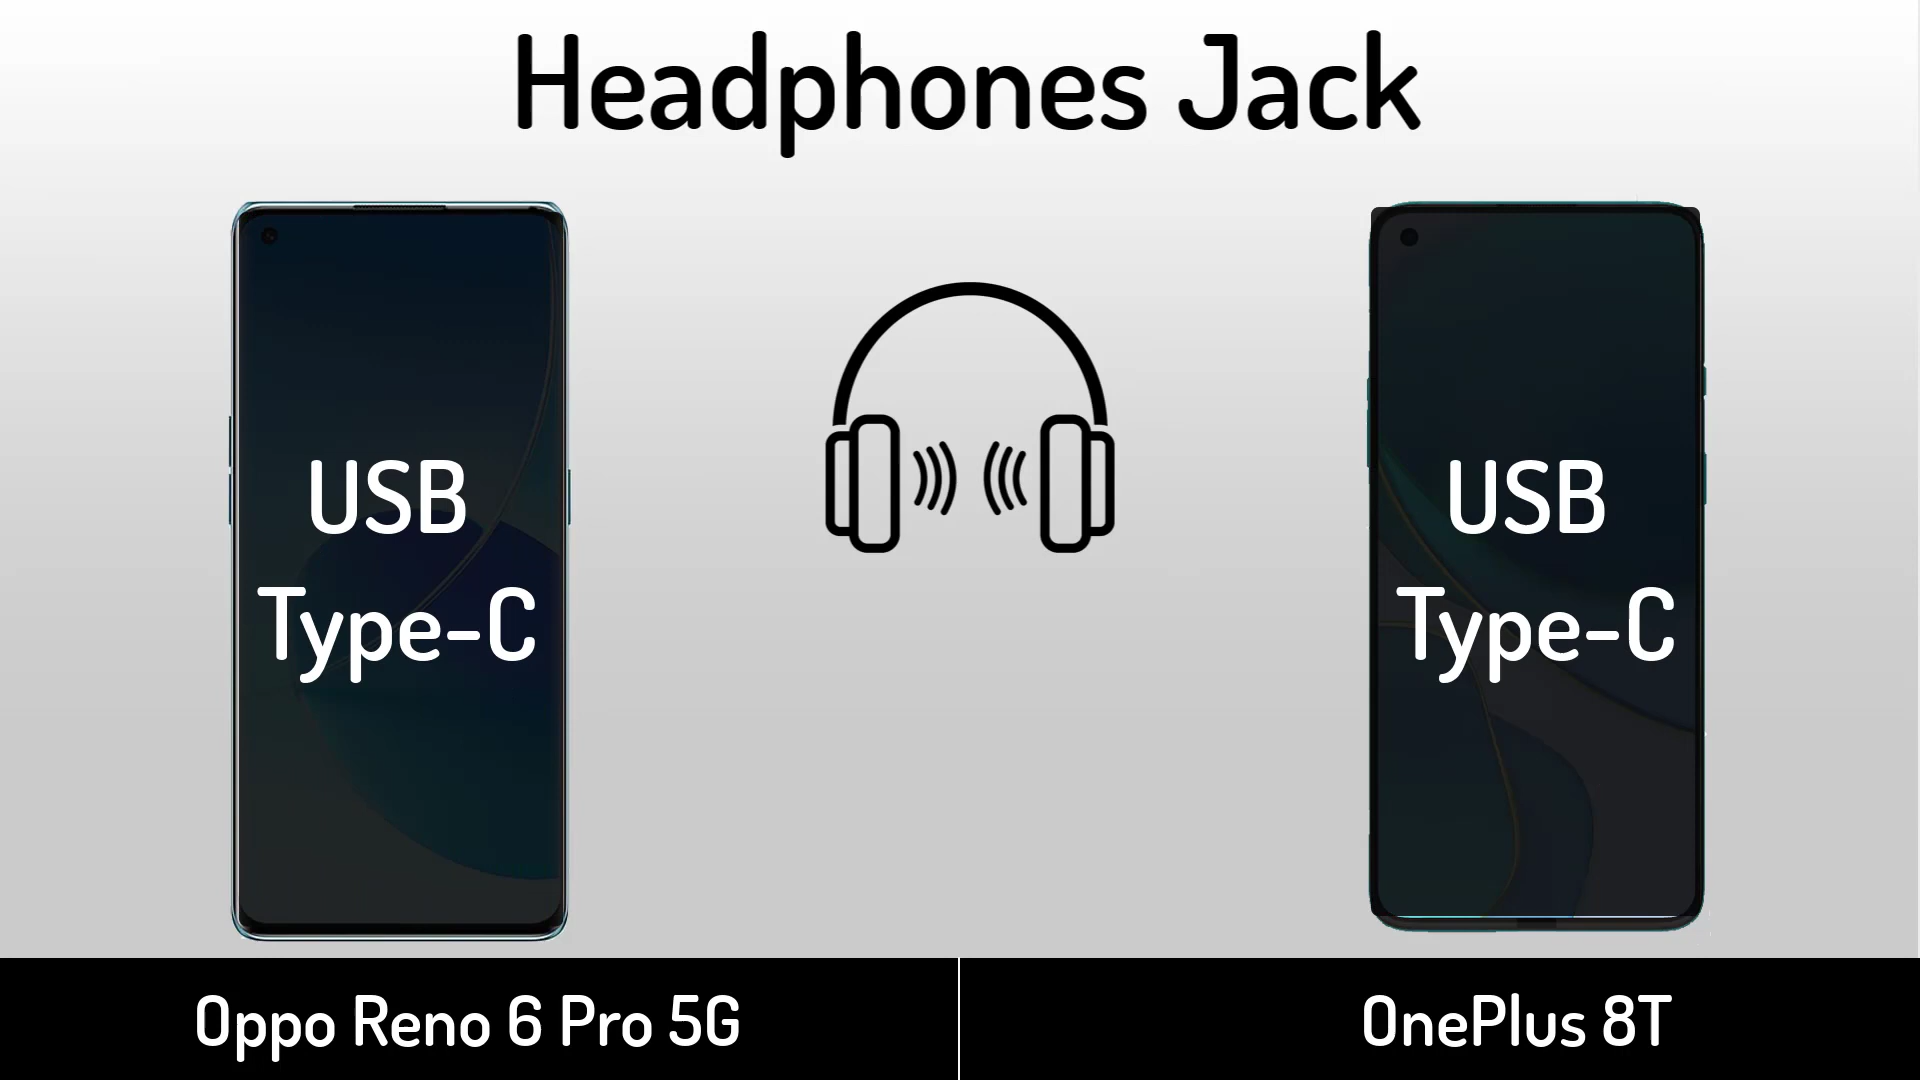 Headphones Jack
USB
Type-C
USB
Type-C
Oppo Reno 6 Pro 5G
OnePlus 8T